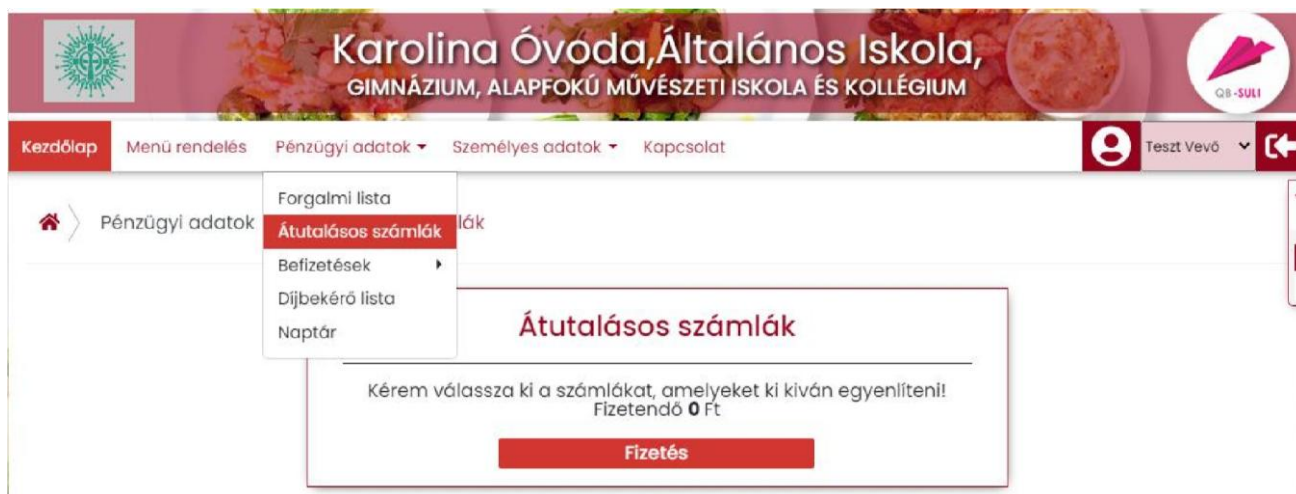 Karolina Óvoda,Általános Iskola,
GIMNÁZIUM, ALAPFOKÚ MŰVÉSZETI ISKOLA ÉS KOLLÉGIUM
QB-SULI
Kezdőlap Menü rendelés Pénzügyi adatok Személyes adatok Kapcsolat Teszt Vevő
Forgalmi lista
Pénzügyi adatok lák
Átutalásos számlák
Befizetések
Díjbekérő lista
Naptár
Átutalásos számlák
Kérem válassza ki a számlákat, amelyeket ki kiván egyenlíteni!
Fizetendő 0 Ft
Fizetés